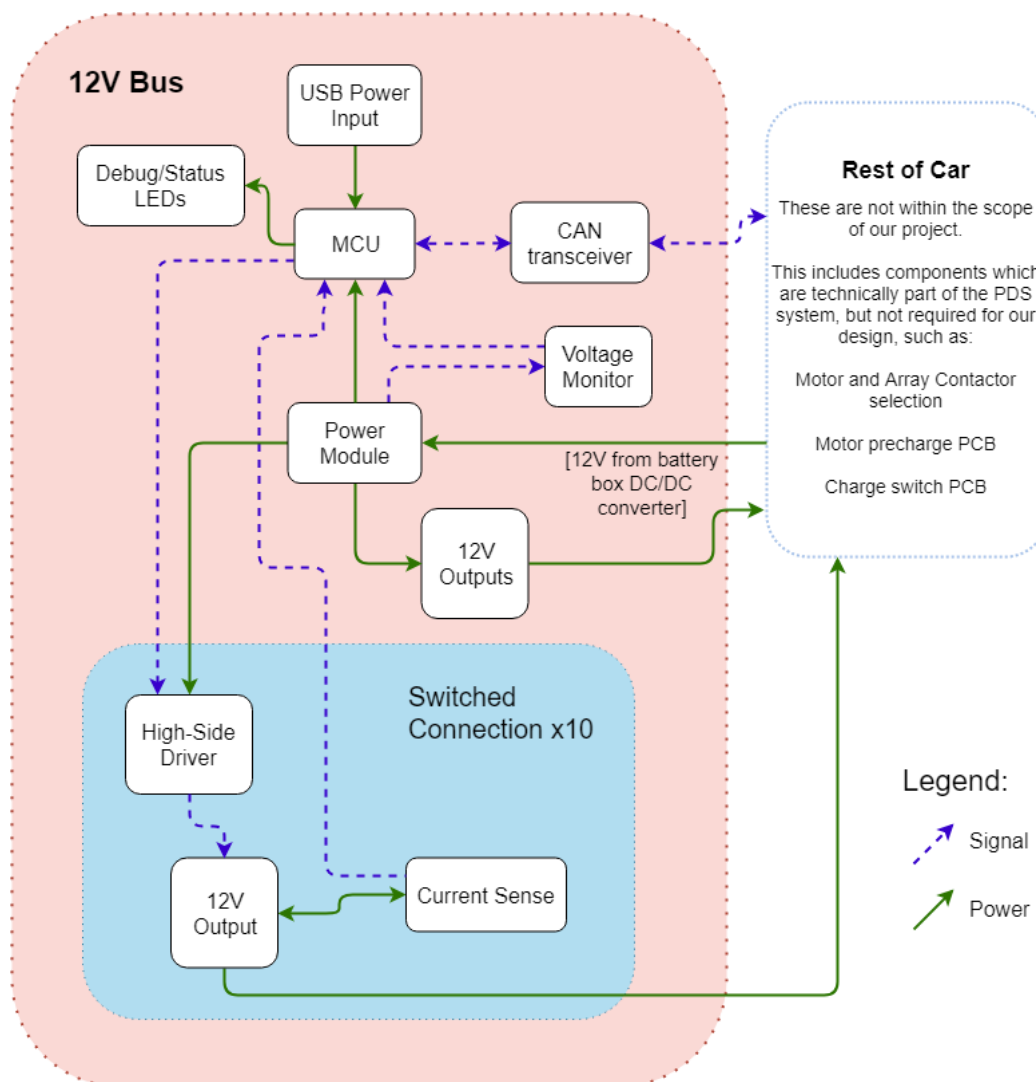 12V Bus
USB Power
Input
Debug/Status
LEDs
MCU
CAN
transceiver
Voltage
Monitor
Power
Module
[12V from battery
box DC/DC
converter]
12V
Outputs
Rest of Car
These are not within the scope
of our project.
This includes components which
are technically part of the PDS
system, but not required for our
design, such as:
Motor and Array Contactor
selection
Motor precharge PCB
Charge switch PCB
Switched
Connection x10
High-Side
Driver
12V
Output
Current Sense
Legend:
Signal
Power